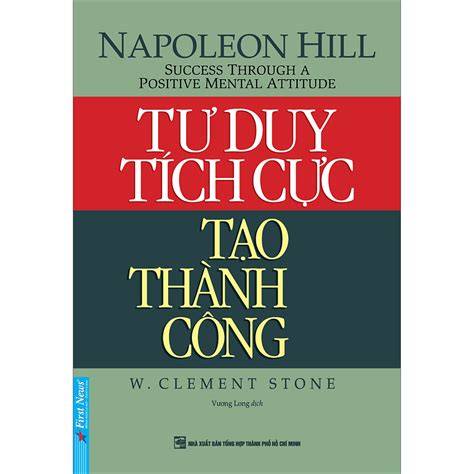 NAPOLEON HILL
SUCCESS THROUGH A
POSITIVE MENTAL ATTITUDE
TƯ DUY
TÍCH CỰC
TẠO
THÀNH
CÔNG
W. CLEMENT STONE
Vương Long dịch
First News
NHÀ XUẤT BẢN TỔNG HỢP THÀNH PHỐ HỒ CHÍ MINH